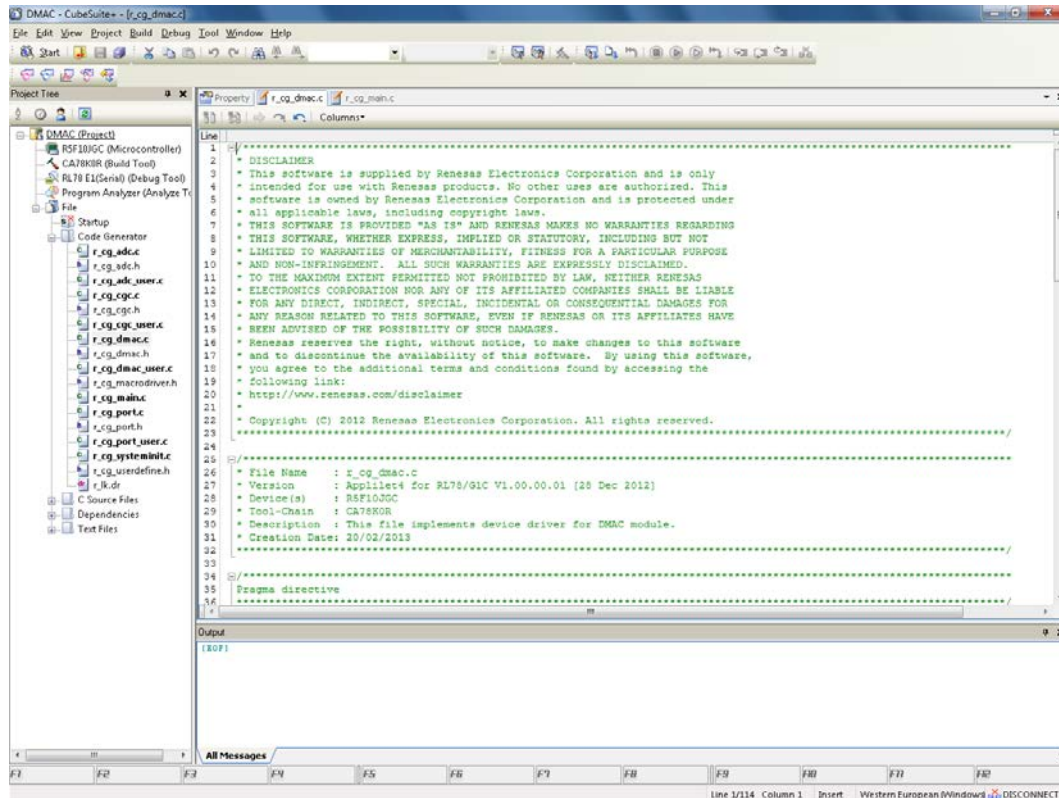 DMAC - CubeSuite+ - [r_cg_dmac.c]
File Edit View Project Build Debug Tool Window Help
Start
Project Tree
Property r_cg_dmac.c r_cg_main.c
Columns
DMAC (Project)
R5F10JGC (Microcontroller)
CA78K0R (Build Tool)
RL78 E1(Serial) (Debug Tool)
Program Analyzer (Analyze To
File
Startup
Code Generator
r_cg_adc.c
r_cg_adc.h
r_cg_adc_user.c
r_cg_cgc.c
r_cg_cgc.h
r_cg_cgc_user.c
r_cg_dmac.c
r_cg_dmac.h
r_cg_dmac_user.c
r_cg_macrodriver.h
r_cg_main.c
r_cg_port.c
r_cg_port.h
r_cg_port_user.c
r_cg_systeminit.c
r_cg_userdefine.h
r_lk.dr
C Source Files
Dependencies
Text Files
Line
1 /***********************************************************************************************************************
2 * DISCLAIMER
3 * This software is supplied by Renesas Electronics Corporation and is only
4 * intended for use with Renesas products. No other uses are authorized. This
5 * software is owned by Renesas Electronics Corporation and is protected under
6 * all applicable laws, including copyright laws.
7 * THIS SOFTWARE IS PROVIDED "AS IS" AND RENESAS MAKES NO WARRANTIES REGARDING
8 * THIS SOFTWARE, WHETHER EXPRESS, IMPLIED OR STATUTORY, INCLUDING BUT NOT
9 * LIMITED TO WARRANTIES OF MERCHANTABILITY, FITNESS FOR A PARTICULAR PURPOSE
10 * AND NON-INFRINGEMENT. ALL SUCH WARRANTIES ARE EXPRESSLY DISCLAIMED.
11 * TO THE MAXIMUM EXTENT PERMITTED NOT PROHIBITED BY LAW, NEITHER RENESAS
12 * ELECTRONICS CORPORATION NOR ANY OF ITS AFFILIATED COMPANIES SHALL BE LIABLE
13 * FOR ANY DIRECT, INDIRECT, SPECIAL, INCIDENTAL OR CONSEQUENTIAL DAMAGES FOR
14 * ANY REASON RELATED TO THIS SOFTWARE, EVEN IF RENESAS OR ITS AFFILIATES HAVE
15 * BEEN ADVISED OF THE POSSIBILITY OF SUCH DAMAGES.
16 * Renesas reserves the right, without notice, to make changes to this software
17 * and to discontinue the availability of this software. By using this software,
18 * you agree to the additional terms and conditions found by accessing the
19 * following link:
20 * http://www.renesas.com/disclaimer
21 *
22 * Copyright (C) 2012 Renesas Electronics Corporation. All rights reserved.
23 ***********************************************************************************************************************/
24
25 /***********************************************************************************************************************
26 * File Name : r_cg_dmac.c
27 * Version : Applilet4 for RL78/G1C V1.00.00.01 [28 Dec 2012]
28 * Device(s) : R5F10JGC
29 * Tool-Chain : CA78K0R
30 * Description : This file implements device driver for DMAC module.
31 * Creation Date: 20/02/2013
32 ***********************************************************************************************************************/
33
34 /***********************************************************************************************************************
35 Pragma directive
36 ***********************************************************************************************************************/
Output
[EOF]
All Messages
F1 F2 F3 F4 F5 F6 F7 F8 F9 F10 F11 F12
Line 1/114 Column 1 Insert Western European (Windows) DISCONNECT